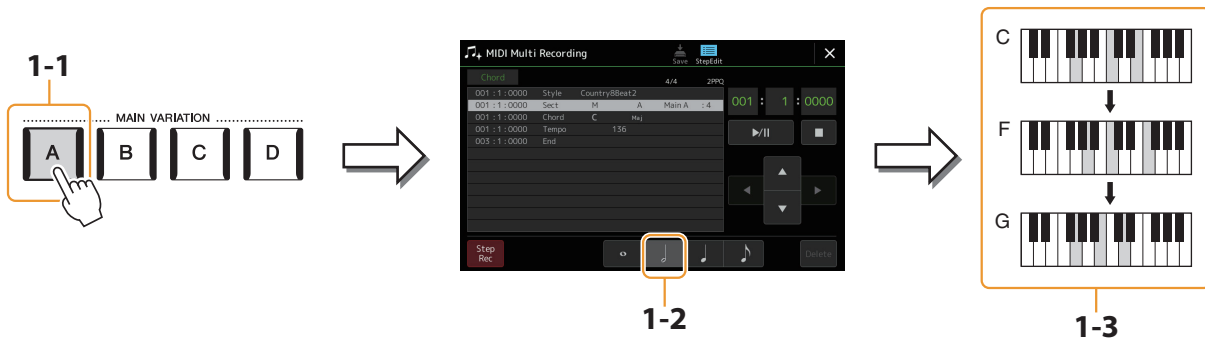 1-1
MAIN VARIATION
A B C D
MIDI Multi Recording
Save StepEdit
Chord 4/4 2PPQ
001 : 1 : 0000 Style Country8Beat2
001 : 1 : 0000 Sect M A Main A : 4
001 : 1 : 0000 Chord C Maj
001 : 1 : 0000 Tempo 136
003 : 1 : 0000 End
001 : 1 : 0000
Step
Rec
Delete
1-2
C
F
G
1-3